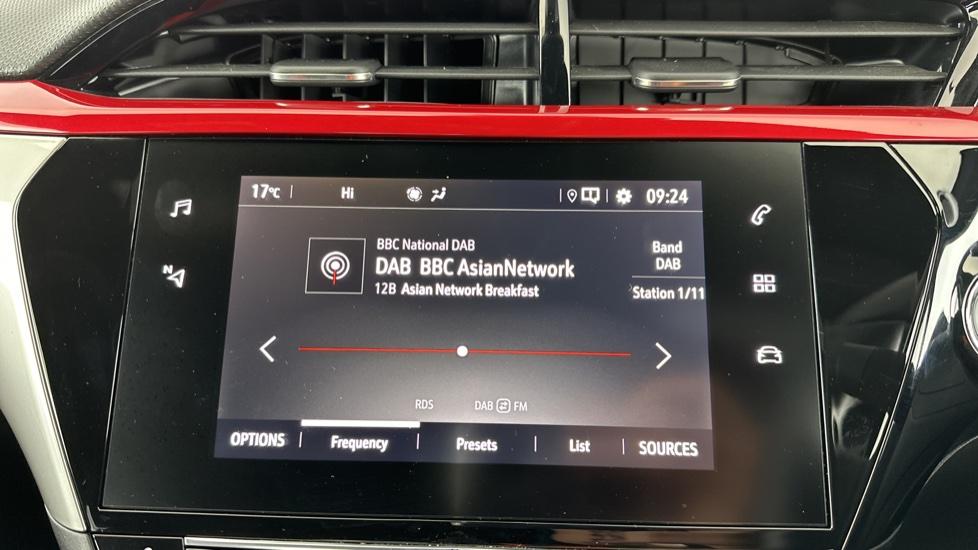 17°C Hi 09:24
BBC National DAB
DAB BBC AsianNetwork
12B Asian Network Breakfast
Band
DAB
Station 1/11
N
RDS DAB FM
OPTIONS Frequency Presets List SOURCES